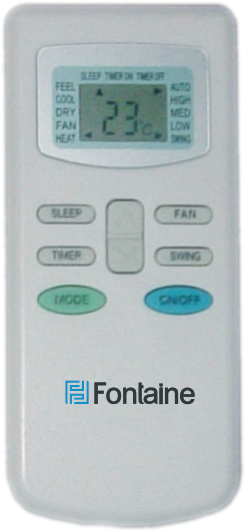 SLEEP TIMER ON TIMER OFF
FEEL AUTO
COOL HIGH
DRY MED
FAN LOW
HEAT SWING
23°C
SLEEP FAN
TIMER SWING
MODE ON/OFF
Fontaine